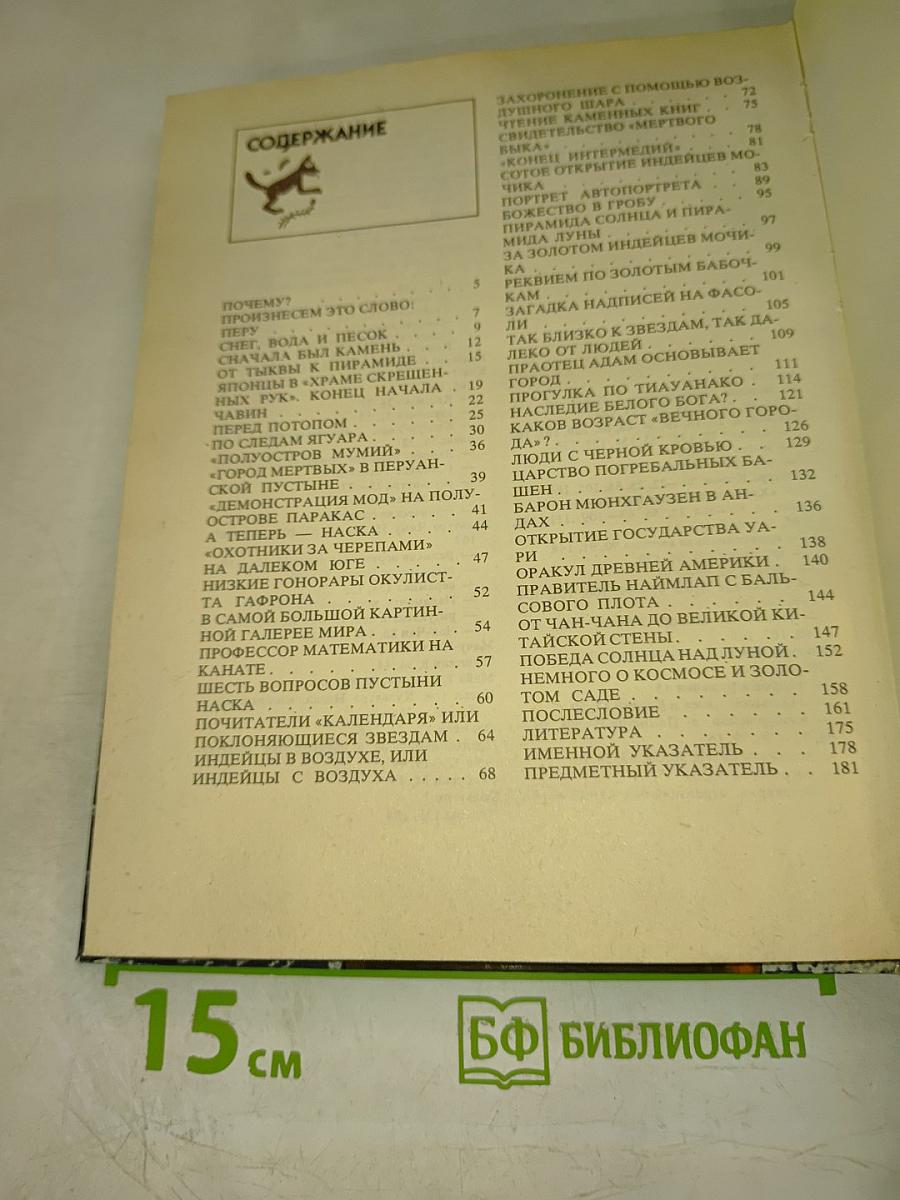 СОДЕРЖАНИЕ
ПОЧЕМУ? . . . . . . . . . . 5
ПРОИЗНЕСЕМ ЭТО СЛОВО:
ПЕРУ . . . . . . . . . . 7
СНЕГ, ВОДА И ПЕСОК . . . . 9
СНАЧАЛА БЫЛ КАМЕНЬ . . . . 12
ОТ ТЫКВЫ К ПИРАМИДЕ . . . 15
ЯПОНЦЫ В «ХРАМЕ СКРЕЩЕН-
НЫХ РУК». КОНЕЦ НАЧАЛА . 19
ЧАВИН . . . . . . . . . . 22
ПЕРЕД ПОТОПОМ . . . . . . 25
ПО СЛЕДАМ ЯГУАРА . . . . . 30
«ПОЛУОСТРОВ МУМИЙ» . . . 36
«ГОРОД МЕРТВЫХ» В ПЕРУАН-
СКОЙ ПУСТЫНЕ . . . . . . 39
«ДЕМОНСТРАЦИЯ МОД» НА ПОЛУ-
ОСТРОВЕ ПАРАКАС . . . . . 41
А ТЕПЕРЬ — НАСКА . . . . 44
«ОХОТНИКИ ЗА ЧЕРЕПАМИ»
НА ДАЛЕКОМ ЮГЕ . . . . . 47
НИЗКИЕ ГОНОРАРЫ ОКУЛИСТ-
ТА ГАФРОНА . . . . . . . 52
В САМОЙ БОЛЬШОЙ КАРТИН-
НОЙ ГАЛЕРЕЕ МИРА . . . . . 54
ПРОФЕССОР МАТЕМАТИКИ НА
КАНАТЕ . . . . . . . . . . 57
ШЕСТЬ ВОПРОСОВ ПУСТЫНИ
НАСКА . . . . . . . . . . 60
ПОЧИТАТЕЛИ «КАЛЕНДАРЯ» ИЛИ
ПОКЛОНЯЮЩИЕСЯ ЗВЕЗДАМ . 64
ИНДЕЙЦЫ В ВОЗДУХЕ, ИЛИ
ИНДЕЙЦЫ С ВОЗДУХА . . . . . 68
ЗАХОРОНЕНИЕ С ПОМОЩЬЮ ВОЗ-
ДУШНОГО ШАРА . . . . . . . 72
ЧТЕНИЕ КАМЕННЫХ КНИГ . . 75
СВИДЕТЕЛЬСТВО «МЕРТВОГО
БЫКА» . . . . . . . . . . 78
«КОНЕЦ ИНТЕРМЕДИЙ» . . . . 81
СОТОЕ ОТКРЫТИЕ ИНДЕЙЦЕВ МО-
ЧИКА . . . . . . . . . . 83
ПОРТРЕТ АВТОПОРТРЕТА . . 89
БОЖЕСТВО В ГРОБУ . . . . . 95
ПИРАМИДА СОЛНЦА И ПИРА-
МИДА ЛУНЫ . . . . . . . . 97
ЗА ЗОЛОТОМ ИНДЕЙЦЕВ МОЧИ-
КА . . . . . . . . . . 99
РЕКВИЕМ ПО ЗОЛОТЫМ БАБОЧ-
КАМ . . . . . . . . . . 101
ЗАГАДКА НАДПИСЕЙ НА ФАСО-
ЛИ . . . . . . . . . . 105
ТАК БЛИЗКО К ЗВЕЗДАМ, ТАК ДА-
ЛЕКО ОТ ЛЮДЕЙ . . . . . . 109
ПРАОТЕЦ АДАМ ОСНОВЫВАЕТ
ГОРОД . . . . . . . . . . 111
ПРОГУЛКА ПО ТИАУАНАКО . 114
НАСЛЕДИЕ БЕЛОГО БОГА? . . 121
КАКОВ ВОЗРАСТ «ВЕЧНОГО ГОРО-
ДА»? . . . . . . . . . . 126
ЛЮДИ С ЧЕРНОЙ КРОВЬЮ . . 129
ЦАРСТВО ПОГРЕБАЛЬНЫХ БА-
ШЕН . . . . . . . . . . 132
БАРОН МЮНХГАУЗЕН В АН-
ДАХ . . . . . . . . . . 136
ОТКРЫТИЕ ГОСУДАРСТВА УА-
РИ . . . . . . . . . . 138
ОРАКУЛ ДРЕВНЕЙ АМЕРИКИ . 140
ПРАВИТЕЛЬ НАЙМЛАП С БАЛЬ-
СОВОГО ПЛОТА . . . . . . 144
ОТ ЧАН-ЧАНА ДО ВЕЛИКОЙ КИ-
ТАЙСКОЙ СТЕНЫ . . . . . . 147
ПОБЕДА СОЛНЦА НАД ЛУНОЙ . 152
НЕМНОГО О КОСМОСЕ И ЗОЛО-
ТОМ САДЕ . . . . . . . . 158
ПОСЛЕСЛОВИЕ . . . . . . 161
ЛИТЕРАТУРА . . . . . . . 175
ИМЕННОЙ УКАЗАТЕЛЬ . . . 178
ПРЕДМЕТНЫЙ УКАЗАТЕЛЬ . . 181
15 см
БФ БИБЛИОФАН